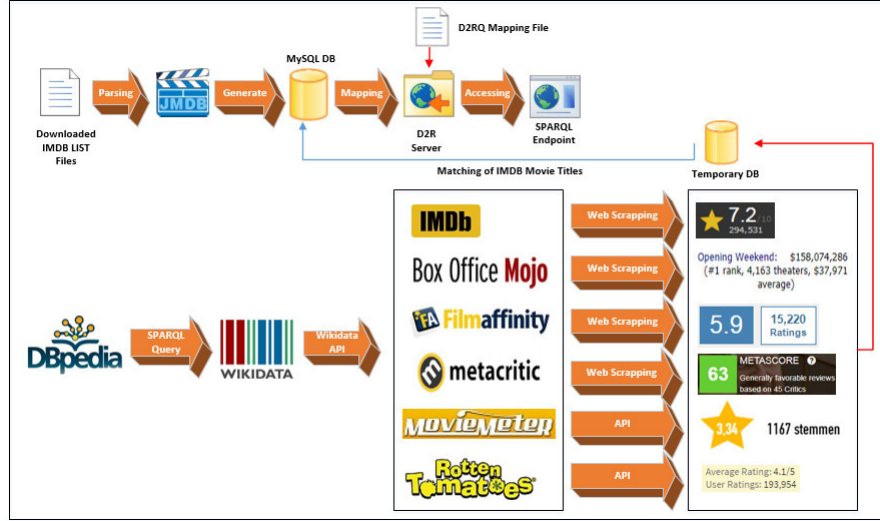 D2RQ Mapping File
MySQL DB
Parsing
JMDB
Generate
Mapping
Accessing
Downloaded
IMDB LIST
Files
D2R
Server
SPARQL
Endpoint
Matching of IMDB Movie Titles
Temporary DB
IMDb
Web Scrapping
7.2/10
294,531
Box Office Mojo
Web Scrapping
Opening Weekend: $158,074,286
(#1 rank, 4,163 theaters, $37,971
average)
DBpedia
SPARQL
Query
WIKIDATA
Wikidata
API
FA Filmaffinity
Web Scrapping
5.9
15,220
Ratings
m metacritic
Web Scrapping
63
METASCORE ?
Generally favorable reviews
based on 45 Critics
MovieMeter
API
3,34
1167 stemmen
Rotten
Tomatoes
API
Average Rating: 4.1/5
User Ratings: 193,954